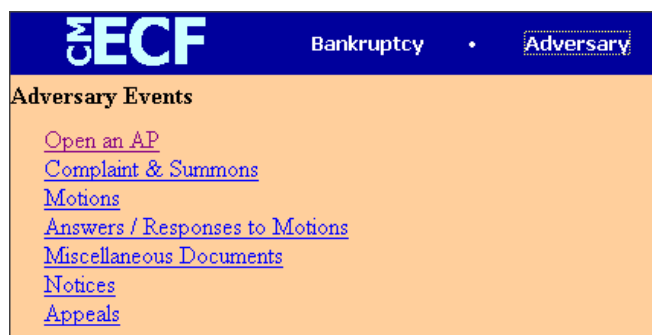 CM ECF Bankruptcy • Adversary
Adversary Events
Open an AP
Complaint & Summons
Motions
Answers / Responses to Motions
Miscellaneous Documents
Notices
Appeals